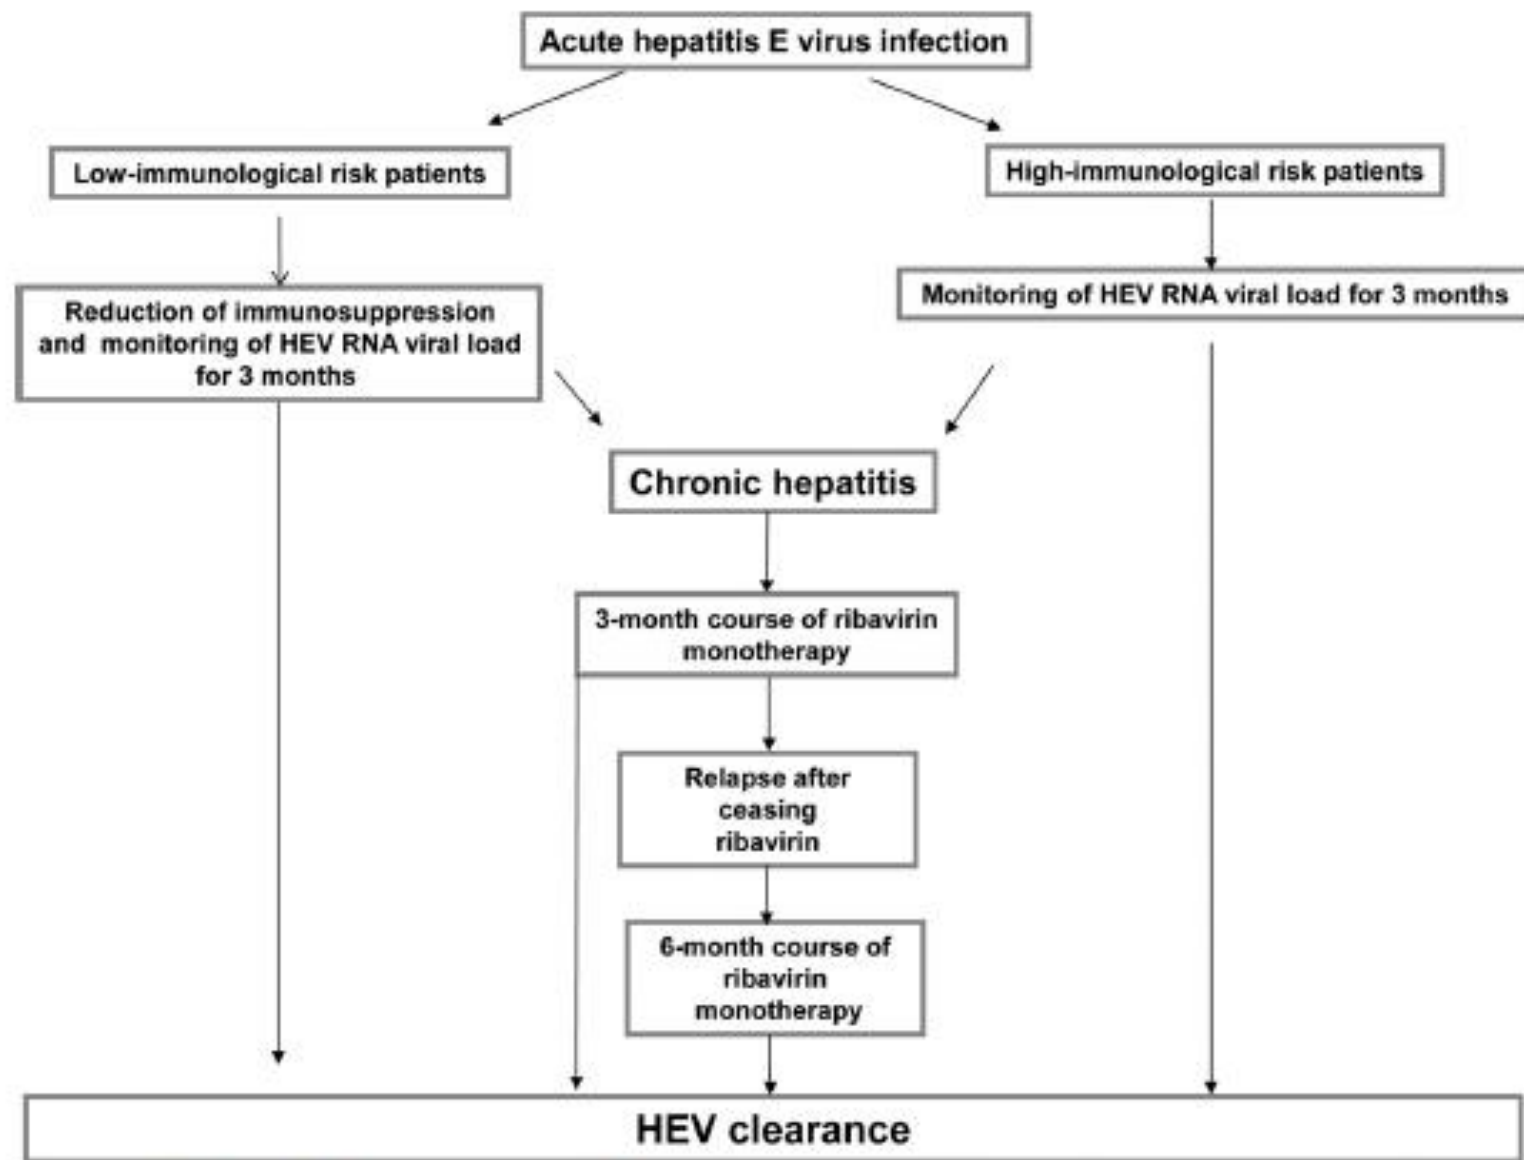 Acute hepatitis E virus infection
Low-immunological risk patients
High-immunological risk patients
Reduction of immunosuppression
and monitoring of HEV RNA viral load
for 3 months
Monitoring of HEV RNA viral load for 3 months
Chronic hepatitis
3-month course of ribavirin
monotherapy
Relapse after
ceasing
ribavirin
6-month course of
ribavirin
monotherapy
HEV clearance